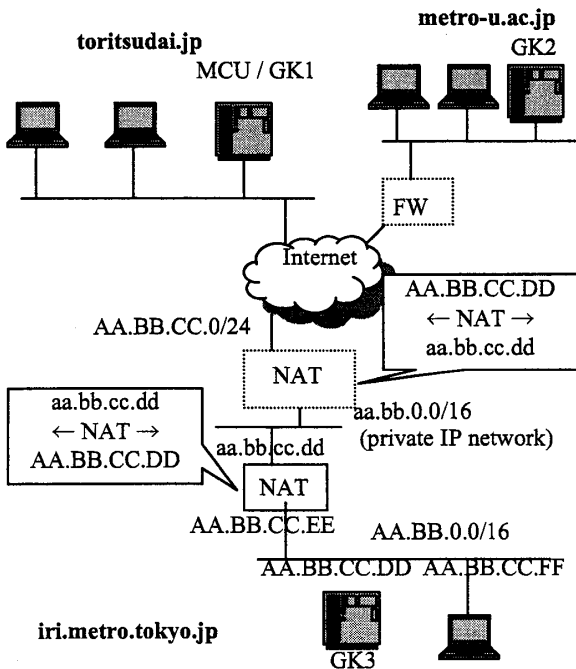 toritsudai.jp
MCU / GK1
metro-u.ac.jp
GK2
FW
Internet
AA.BB.CC.DD
← NAT →
aa.bb.cc.dd
AA.BB.CC.0/24
NAT
aa.bb.0.0/16
(private IP network)
aa.bb.cc.dd
← NAT →
AA.BB.CC.DD
aa.bb.cc.dd
NAT
AA.BB.CC.EE
AA.BB.0.0/16
AA.BB.CC.DD
AA.BB.CC.FF
iri.metro.tokyo.jp
GK3